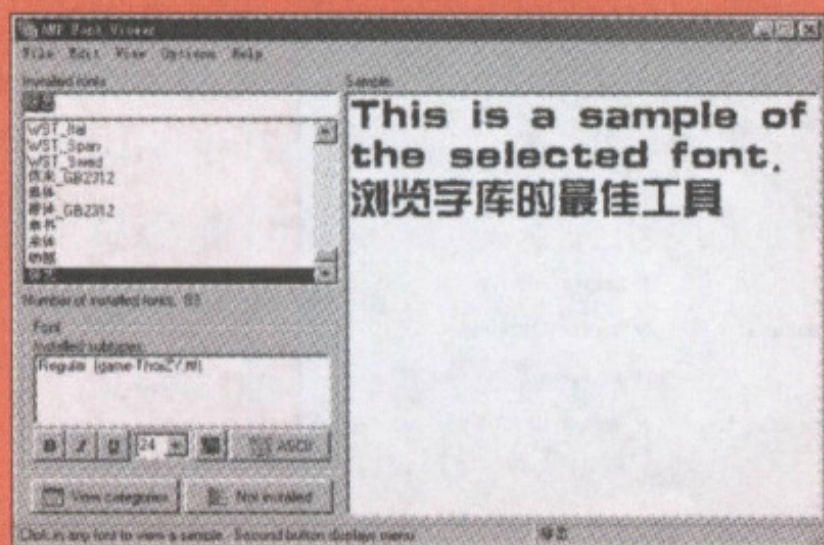 Font Viewer
File Edit View Options Help
Installed fonts
Sample
WST_Ital
WST_Span
WST_Swed
仿宋_GB2312
黑体
楷体_GB2312
隶书
宋体
幼圆
Number of installed fonts: 93
Font
Installed subtypes
Regular
B I U 24 ASCII
View categories
Not installed
Click in any font to view a sample. Second button displays menu
This is a sample of
the selected font.
浏览字库的最佳工具